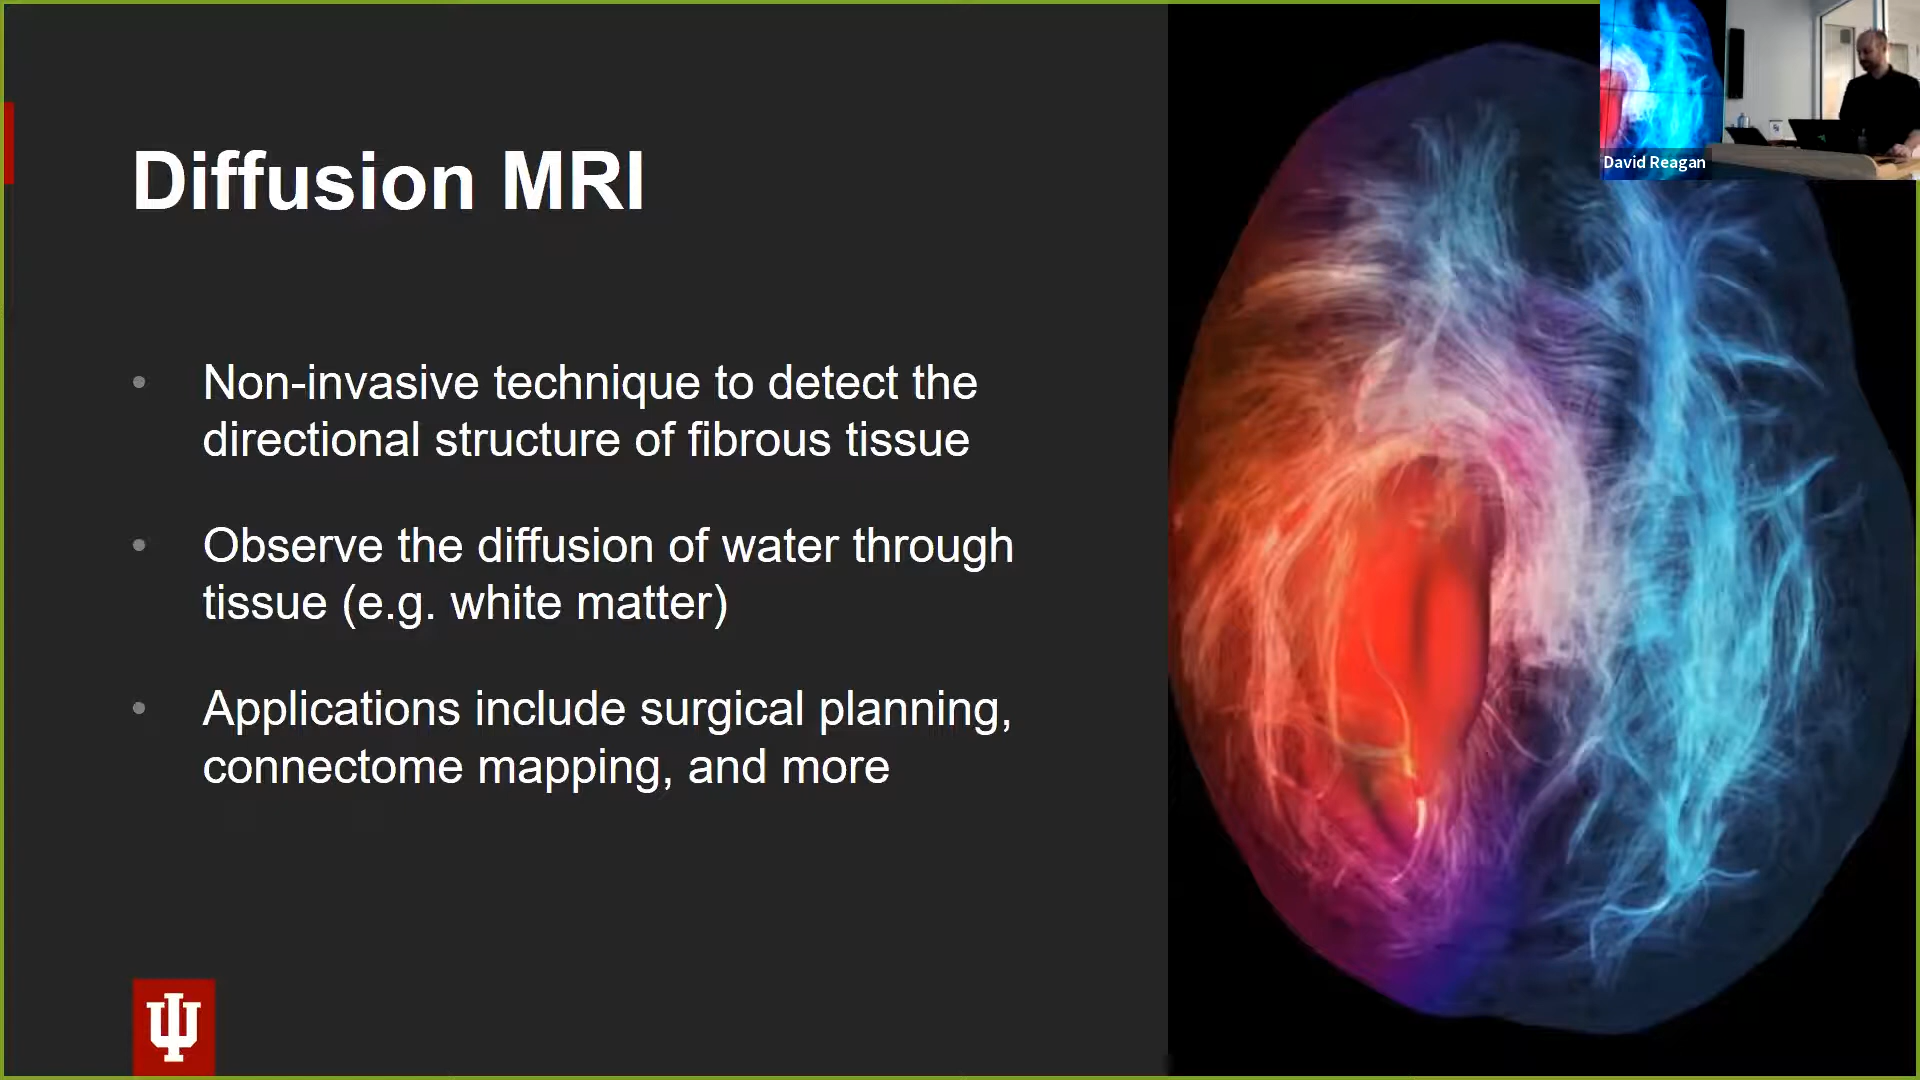 David Reagan
Diffusion MRI
• Non-invasive technique to detect the
directional structure of fibrous tissue
• Observe the diffusion of water through
tissue (e.g. white matter)
• Applications include surgical planning,
connectome mapping, and more